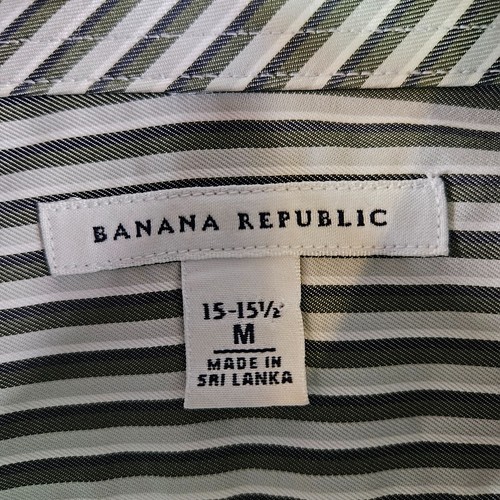 BANANA REPUBLIC
15-15½
M
MADE IN
SRI LANKA